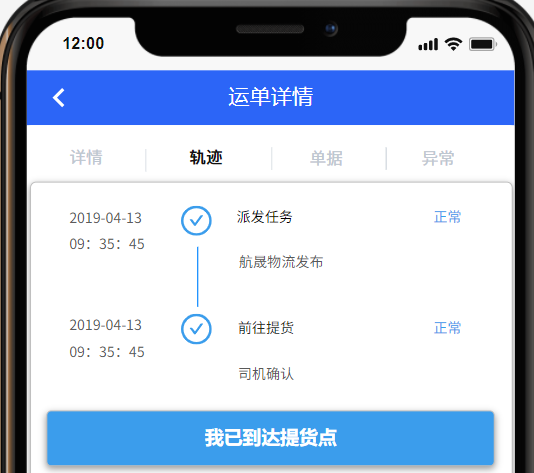 12:00
运单详情
详情 轨迹 单据 异常
2019-04-13 派发任务 正常
09：35：45
航晟物流发布
2019-04-13 前往提货 正常
09：35：45
司机确认
我已到达提货点